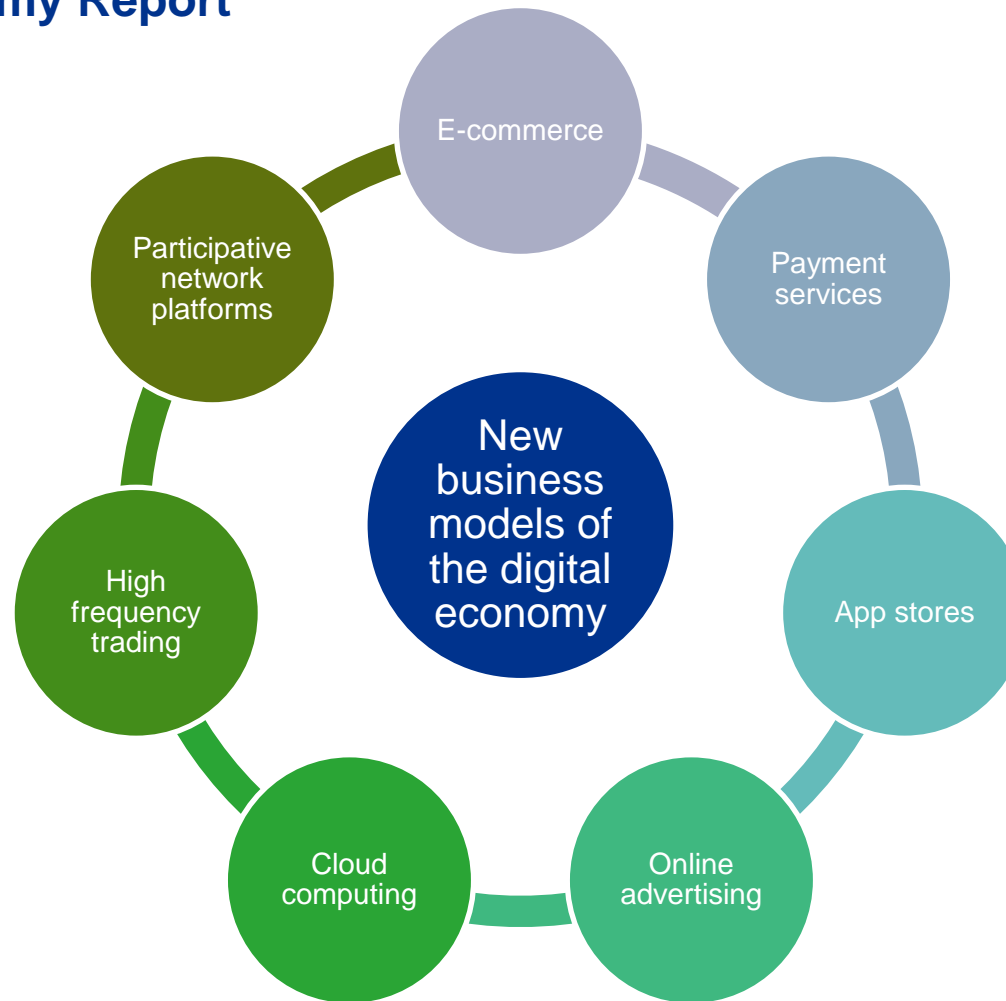 Report
E-commerce
Payment
services
App stores
Online
advertising
Cloud
computing
High
frequency
trading
Participative
network
platforms
New
business
models of
the digital
economy